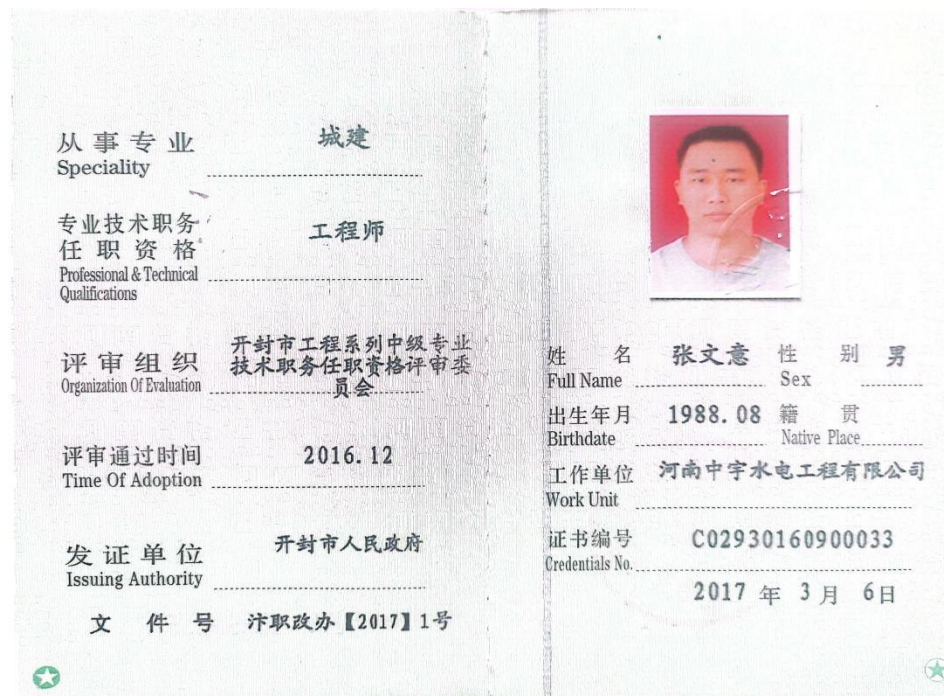 从事专业 城建
Speciality
专业技术职务
任职资格 工程师
Professional & Technical
Qualifications
评审组织 开封市工程系列中级专业
技术职务任职资格评审委
员会
Organization Of Evaluation
评审通过时间 2016.12
Time Of Adoption
发证单位 开封市人民政府
Issuing Authority
文件号 汴职政办【2017】1号
姓名 张文意 性别 男
Full Name Sex
出生年月 1988.08 籍贯
Birthdate Native Place
工作单位 河南中宇水电工程有限公司
Work Unit
证书编号 C02930160900033
Credentials No.
2017 年 3 月 6日